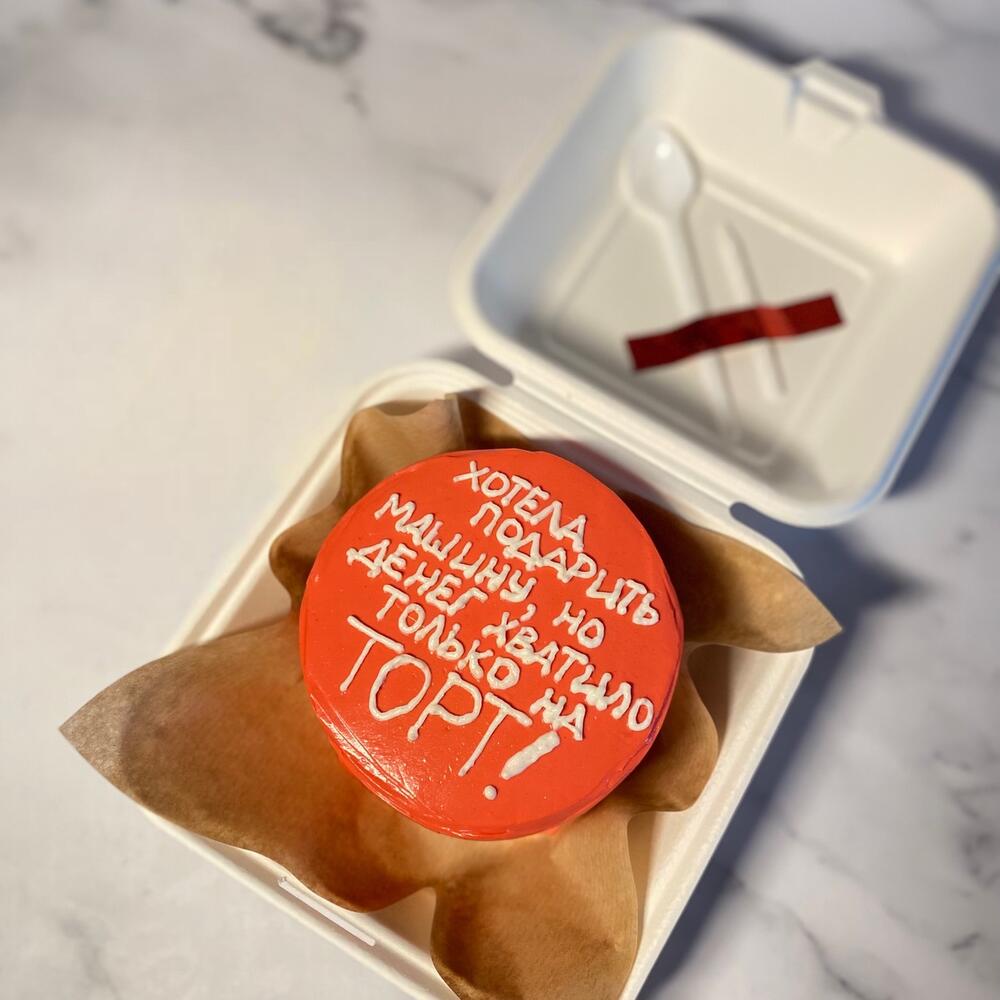 ХОТЕЛА
ПОДАРИТЬ
МАШИНУ, НО
ДЕНЕГ ХВАТИЛО
ТОЛЬКО НА
ТОРТ!